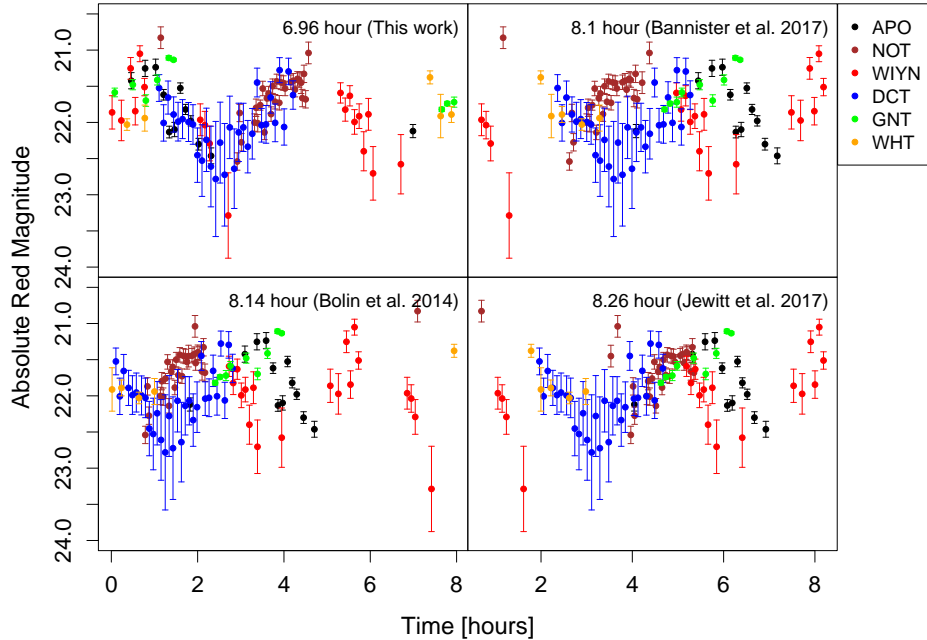 6.96 hour (This work)
8.1 hour (Bannister et al. 2017)
APO
NOT
WIYN
DCT
GNT
WHT
21.0
22.0
23.0
24.0
8.14 hour (Bolin et al. 2014)
8.26 hour (Jewitt et al. 2017)
21.0
22.0
23.0
24.0
Absolute Red Magnitude
0 2 4 6 8
2 4 6 8
Time [hours]